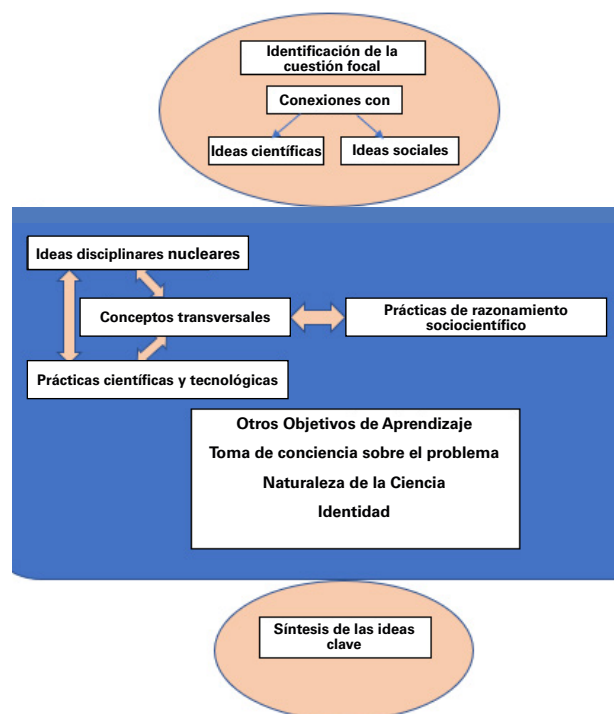 Identificación de la
cuestión focal
Conexiones con
Ideas científicas
Ideas sociales
Ideas disciplinares nucleares
Conceptos transversales
Prácticas de razonamiento
sociocientífico
Prácticas científicas y tecnológicas
Otros Objetivos de Aprendizaje
Toma de conciencia sobre el problema
Naturaleza de la Ciencia
Identidad
Síntesis de las ideas
clave